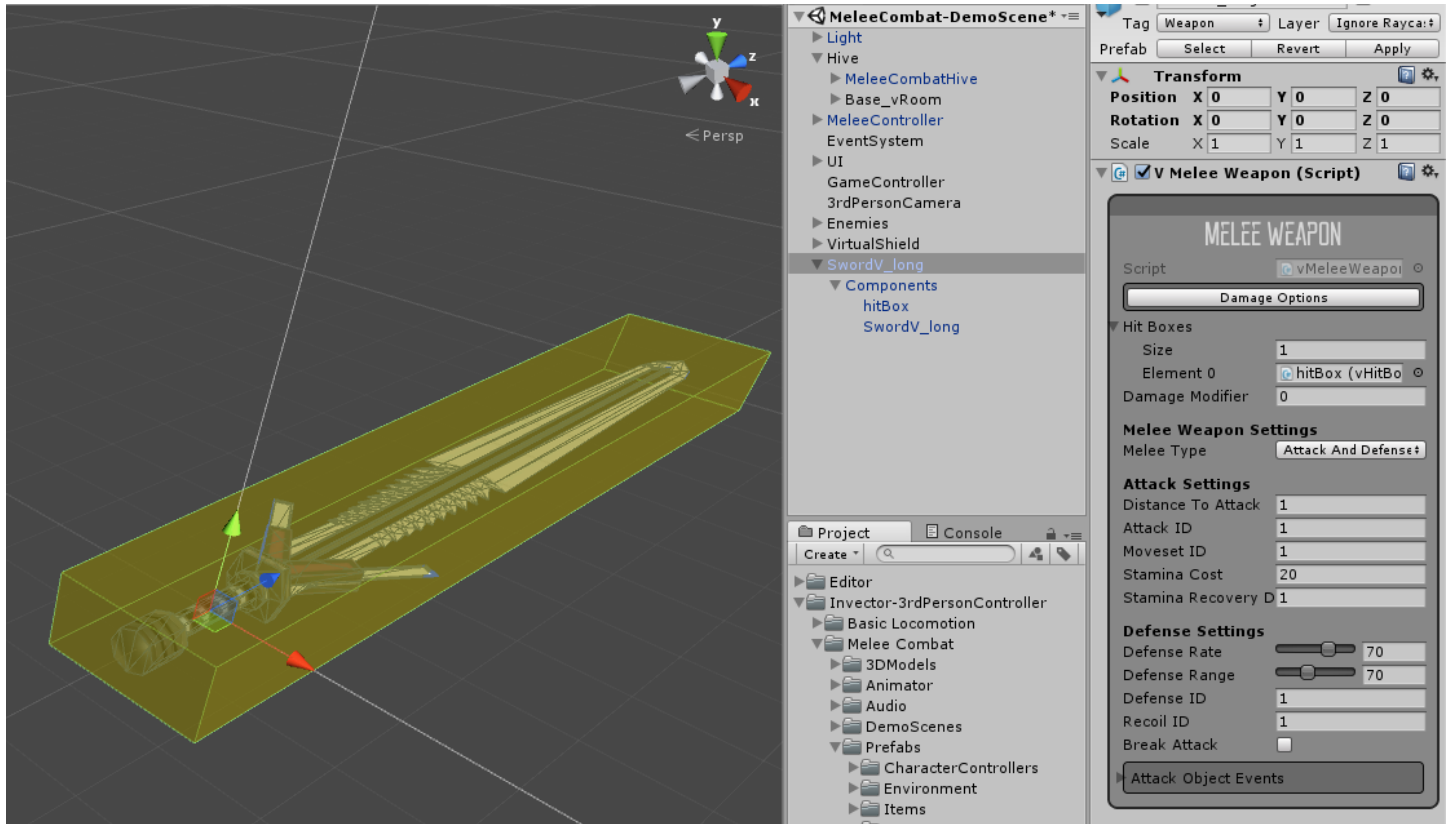 y
z
x
Persp
MeleeCombat-DemoScene*
Light
Hive
MeleeCombatHive
Base_vRoom
MeleeController
EventSystem
UI
GameController
3rdPersonCamera
Enemies
VirtualShield
SwordV_long
Components
hitBox
SwordV_long
Project Console
Create
Editor
Invector-3rdPersonController
Basic Locomotion
Melee Combat
3DModels
Animator
Audio
DemoScenes
Prefabs
CharacterControllers
Environment
Items
Tag Weapon Layer Ignore Raycas
Prefab Select Revert Apply
Transform
Position X 0 Y 0 Z 0
Rotation X 0 Y 0 Z 0
Scale X 1 Y 1 Z 1
V Melee Weapon (Script)
MELEE WEAPON
Script vMeleeWeapon
Damage Options
Hit Boxes
Size 1
Element 0 hitBox (vHitBo
Damage Modifier 0
Melee Weapon Settings
Melee Type Attack And Defense
Attack Settings
Distance To Attack 1
Attack ID 1
Moveset ID 1
Stamina Cost 20
Stamina Recovery D 1
Defense Settings
Defense Rate 70
Defense Range 70
Defense ID 1
Recoil ID 1
Break Attack
Attack Object Events